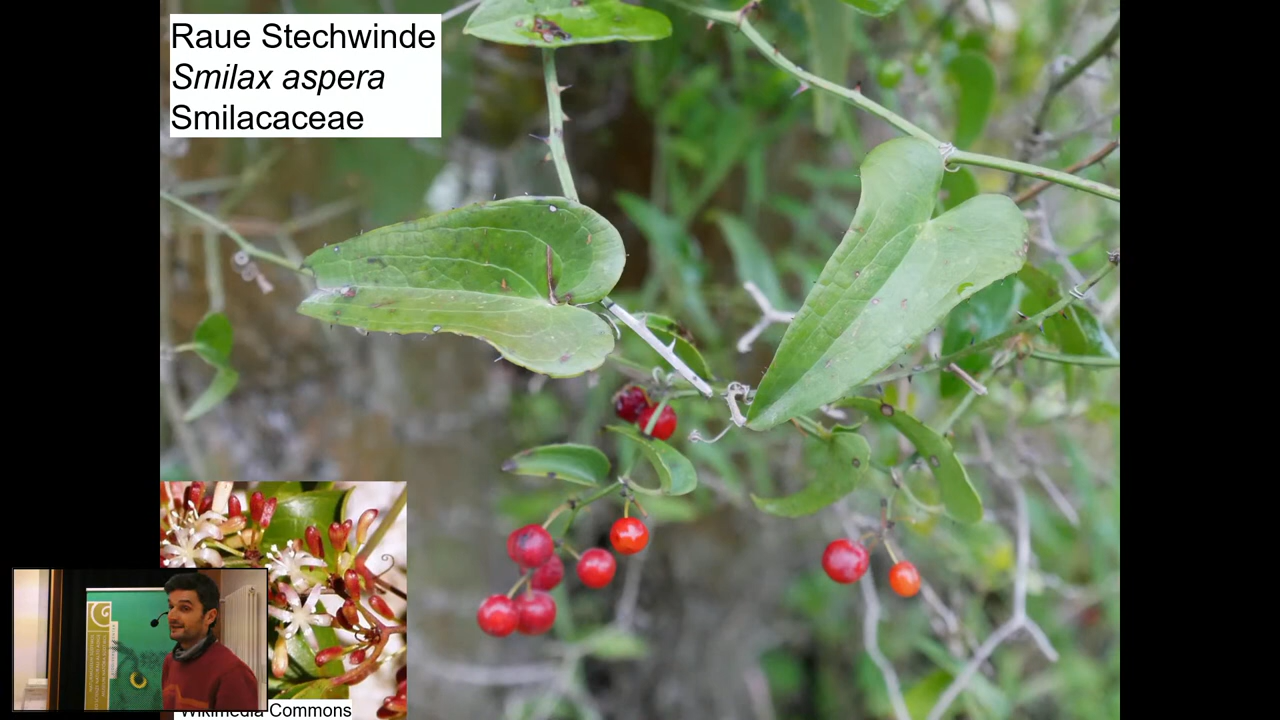 Raue Stechwinde
Smilax aspera
Smilacaceae
Wikimedia Commons